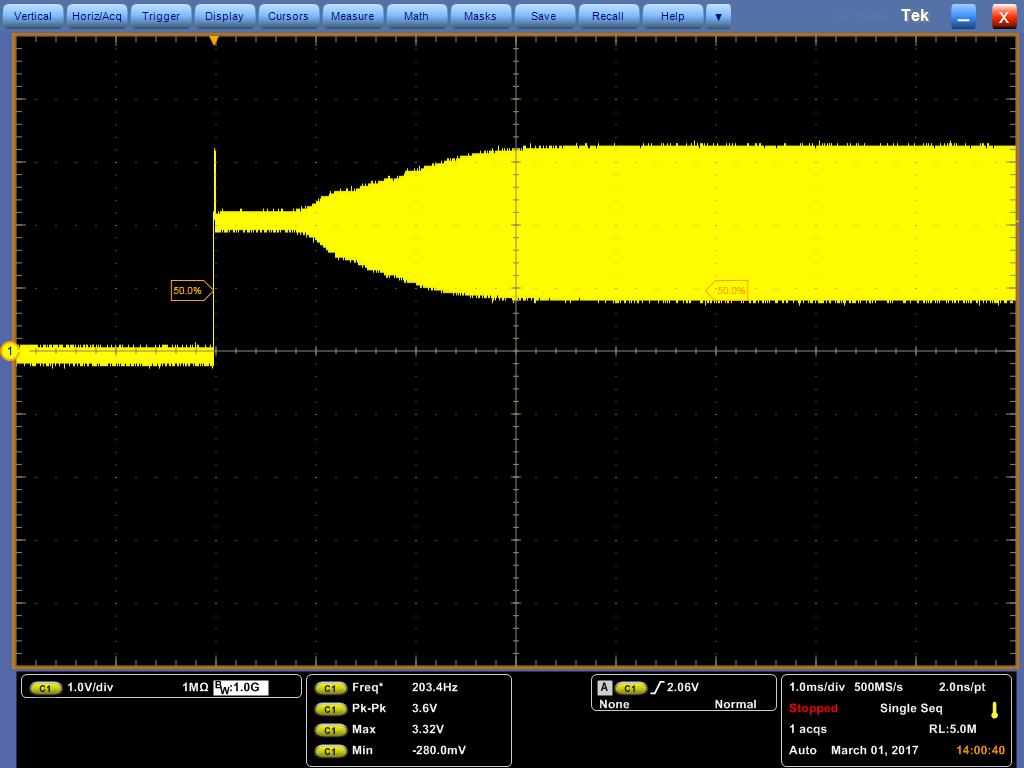 Vertical Horiz/Acq Trigger Display Cursors Measure Math Masks Save Recall Help ▼ Tek X
50.0% 50.0%
1
C1 1.0V/div 1MΩ BW:1.0G
C1 Freq* 203.4Hz
C1 Pk-Pk 3.6V
C1 Max 3.32V
C1 Min -280.0mV
A C1 2.06V
None Normal
1.0ms/div 500MS/s 2.0ns/pt
Stopped Single Seq
1 acqs RL:5.0M
Auto March 01, 2017 14:00:40